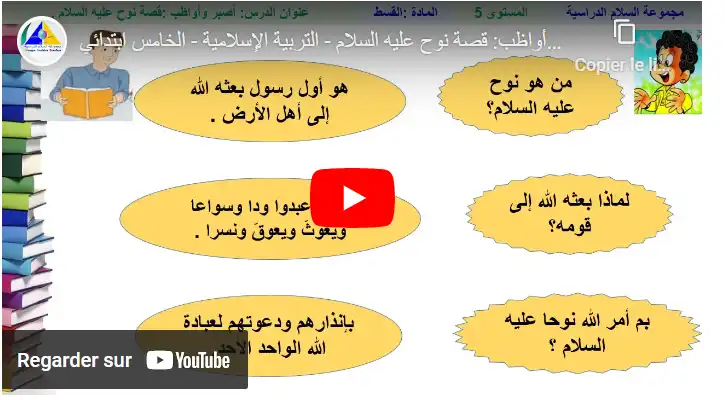 مجموعة السلام الدراسية
المستوى 5
المادة :القسط
عنوان الدرس: أصبر وأواظب :قصة نوح عليه السلام
أواظب: قصة نوح عليه السلام - التربية الإسلامية - الخامس ابتدائي...
Copier le li...
من هو نوح
عليه السلام؟
هو أول رسول بعثه الله
إلى أهل الأرض .
لماذا بعثه الله إلى
قومه؟
عبدوا ودا وسواعا
ويغوثَ ويعوقَ ونسرا .
بم أمر الله نوحا عليه
السلام ؟
بإنذارهم ودعوتهم لعبادة
الله الواحد الاحد
Regarder sur YouTube